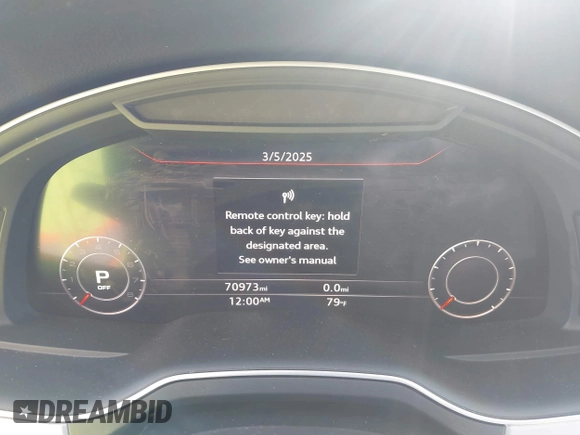 3/5/2025
Remote control key: hold
back of key against the
designated area.
See owner's manual
P
OFF
70973mi 0.0mi
12:00AM 79°F
DREAMBID